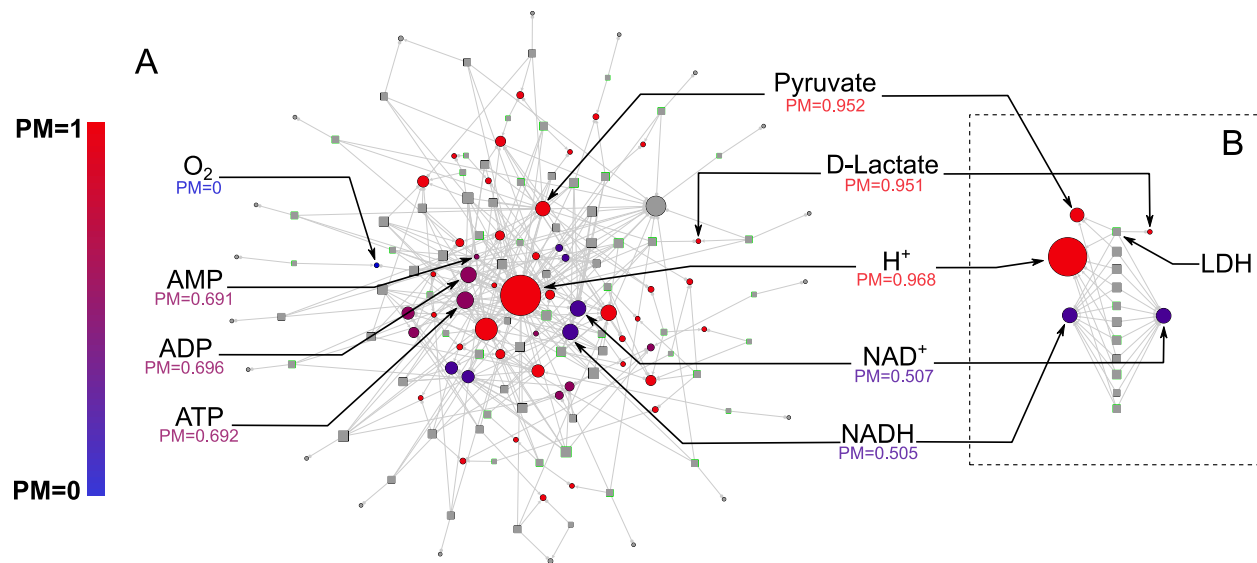 A
B
PM=1
PM=0
O₂
PM=0
AMP
PM=0.691
ADP
PM=0.696
ATP
PM=0.692
Pyruvate
PM=0.952
D-Lactate
PM=0.951
H⁺
PM=0.968
NAD⁺
PM=0.507
NADH
PM=0.505
LDH